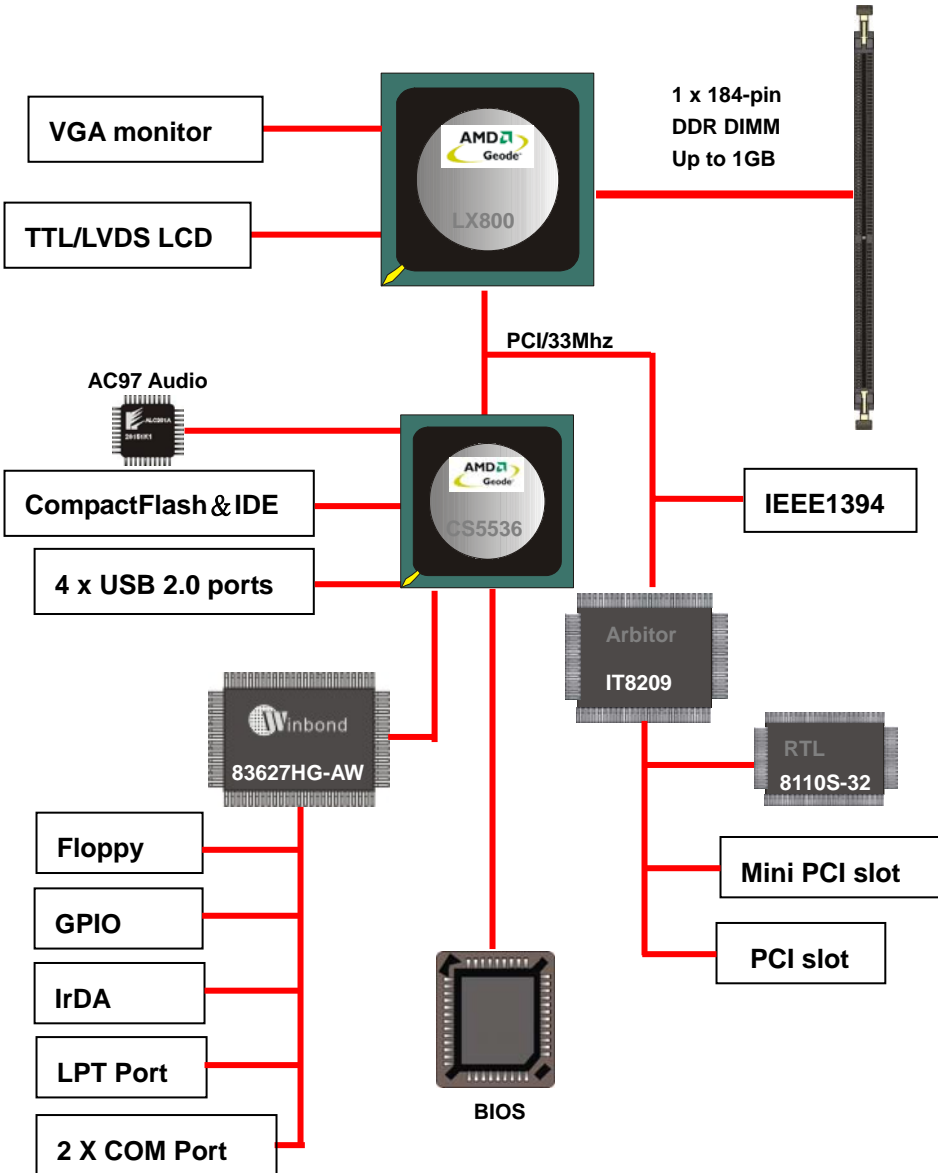 1 x 184-pin
DDR DIMM
Up to 1GB
VGA monitor
AMD
Geode
LX800
TTL/LVDS LCD
PCI/33Mhz
AC97 Audio
AMD
Geode
CS5536
CompactFlash&IDE
IEEE1394
4 x USB 2.0 ports
Arbitor
IT8209
Winbond
83627HG-AW
RTL
8110S-32
Floppy
Mini PCI slot
GPIO
PCI slot
IrDA
LPT Port
BIOS
2 X COM Port